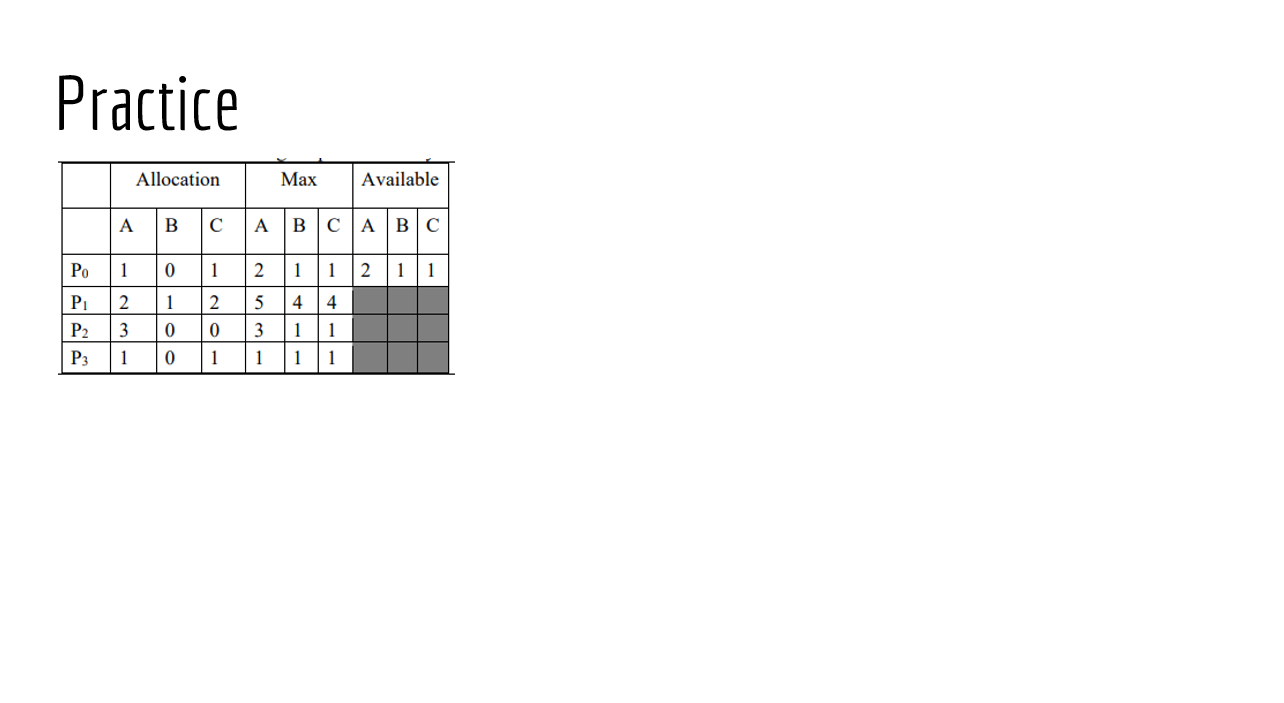 Practice
Allocation Max Available
A B C A B C A B C
P0 1 0 1 2 1 1 2 1 1
P1 2 1 2 5 4 4
P2 3 0 0 3 1 1
P3 1 0 1 1 1 1